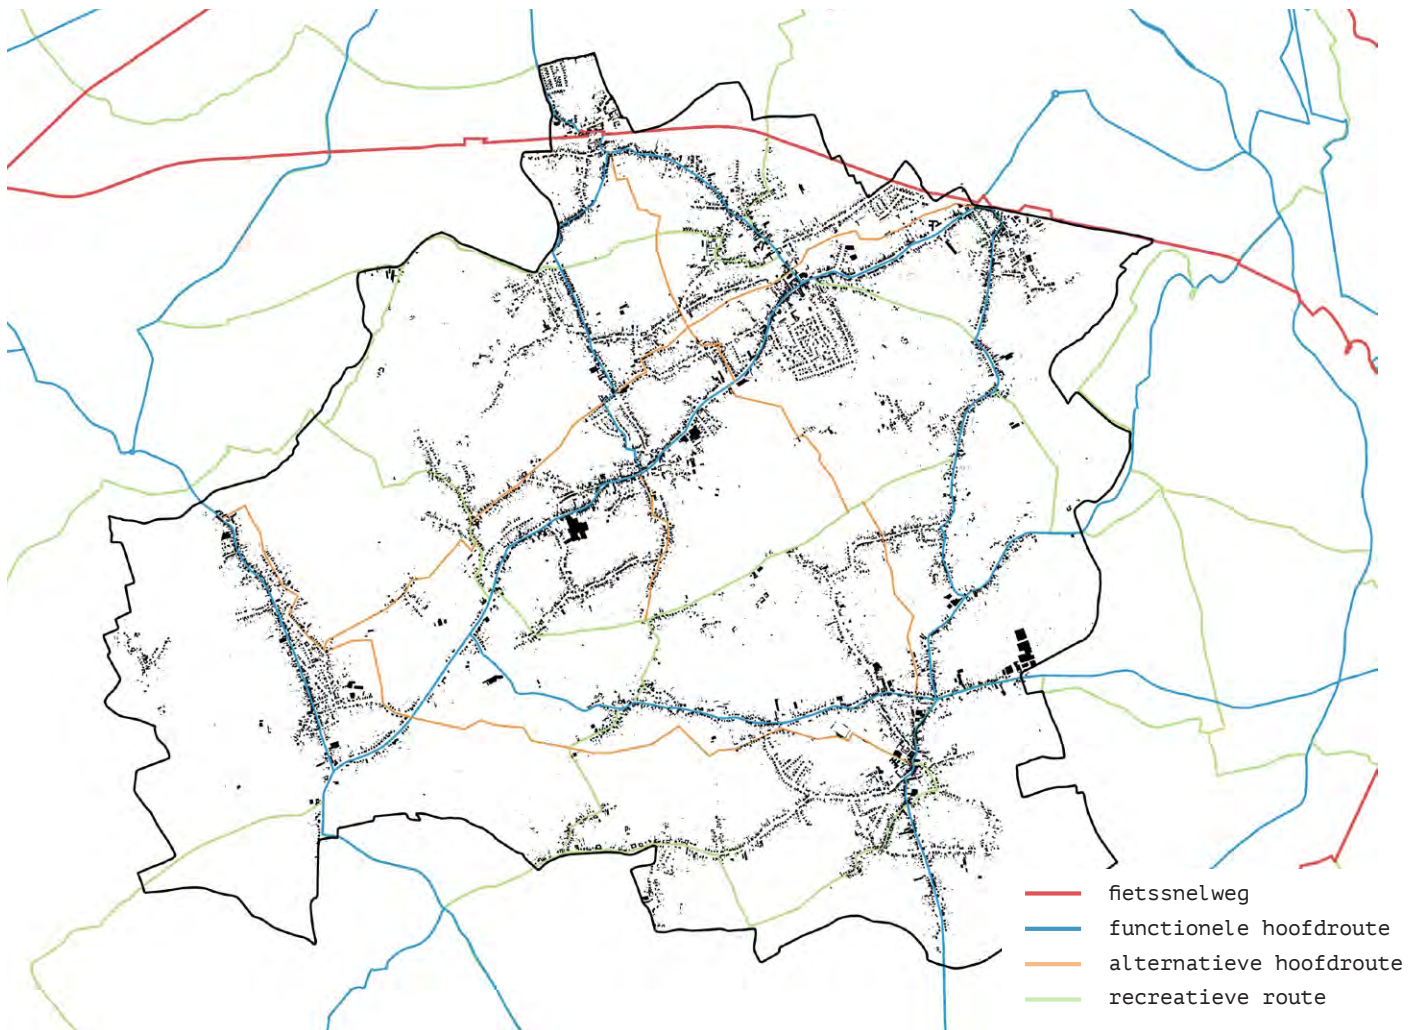 fietssnelweg
functionele hoofdroute
alternatieve hoofdroute
recreatieve route